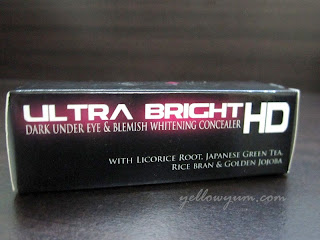 ULTRA BRIGHT HD
DARK UNDER EYE & BLEMISH WHITENING CONCEALER
WITH LICORICE ROOT, JAPANESE GREEN TEA,
RICE BRAN & GOLDEN JOJOBA
yellowyum.com